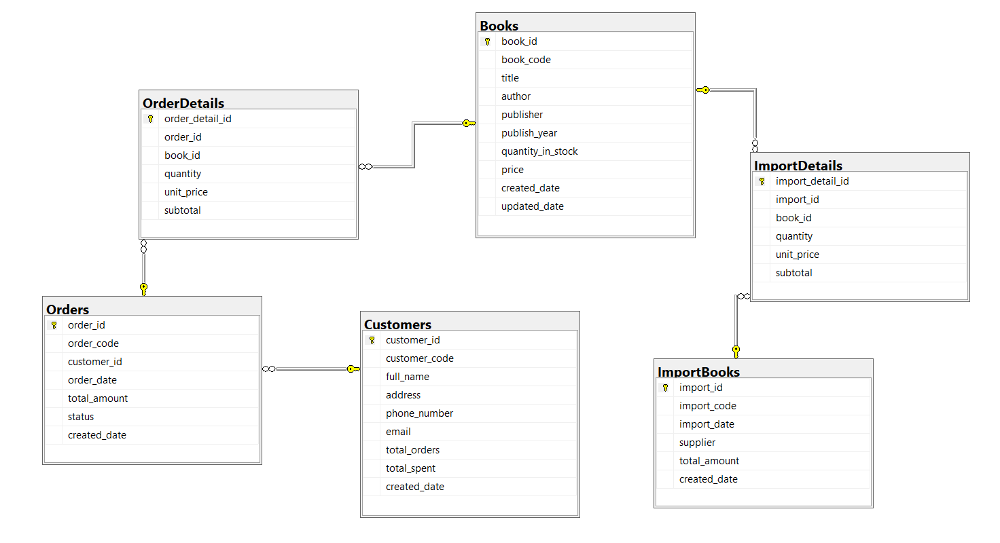 Books
book_id
book_code
title
author
publisher
publish_year
quantity_in_stock
price
created_date
updated_date
OrderDetails
order_detail_id
order_id
book_id
quantity
unit_price
subtotal
ImportDetails
import_detail_id
import_id
book_id
quantity
unit_price
subtotal
Orders
order_id
order_code
customer_id
order_date
total_amount
status
created_date
Customers
customer_id
customer_code
full_name
address
phone_number
email
total_orders
total_spent
created_date
ImportBooks
import_id
import_code
import_date
supplier
total_amount
created_date